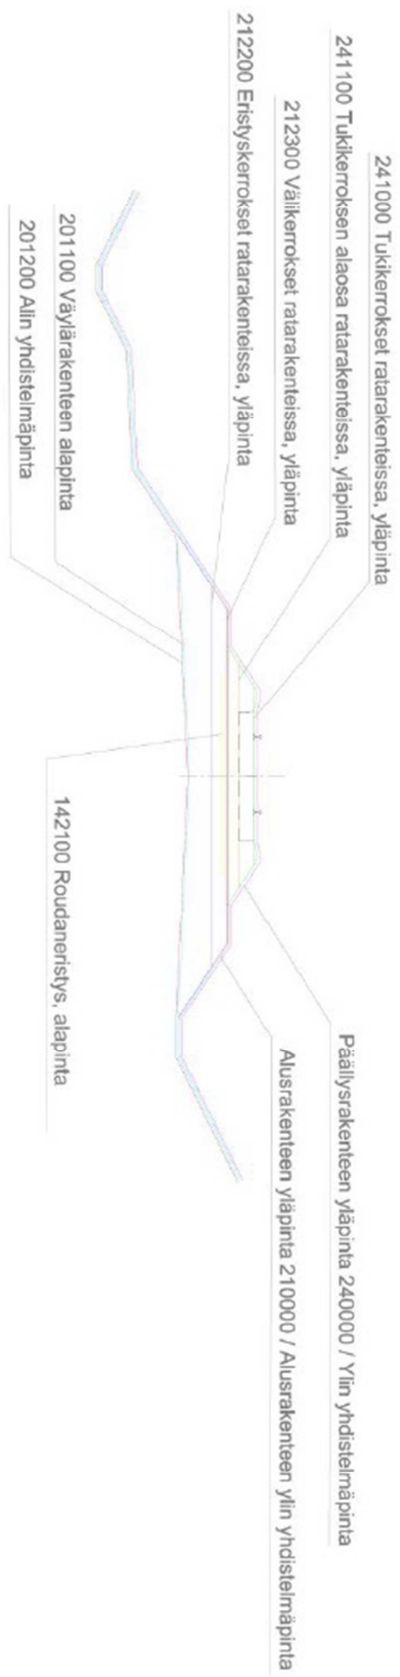 241000 Tukikerrokset ratarakenteissa, yläpinta
241100 Tukikerroksen alaosa ratarakenteissa, yläpinta
212300 Välikerrokset ratarakenteissa, yläpinta
212200 Eristyskerrokset ratarakenteissa, yläpinta
201100 Väylärakenteen alapinta
201200 Alin yhdistelmäpinta
142100 Roudaneristys, alapinta
Päällysrakenteen yläpinta 240000 / Ylin yhdistelmäpinta
Alusrakenteen yläpinta 210000 / Alusrakenteen ylin yhdistelmäpinta